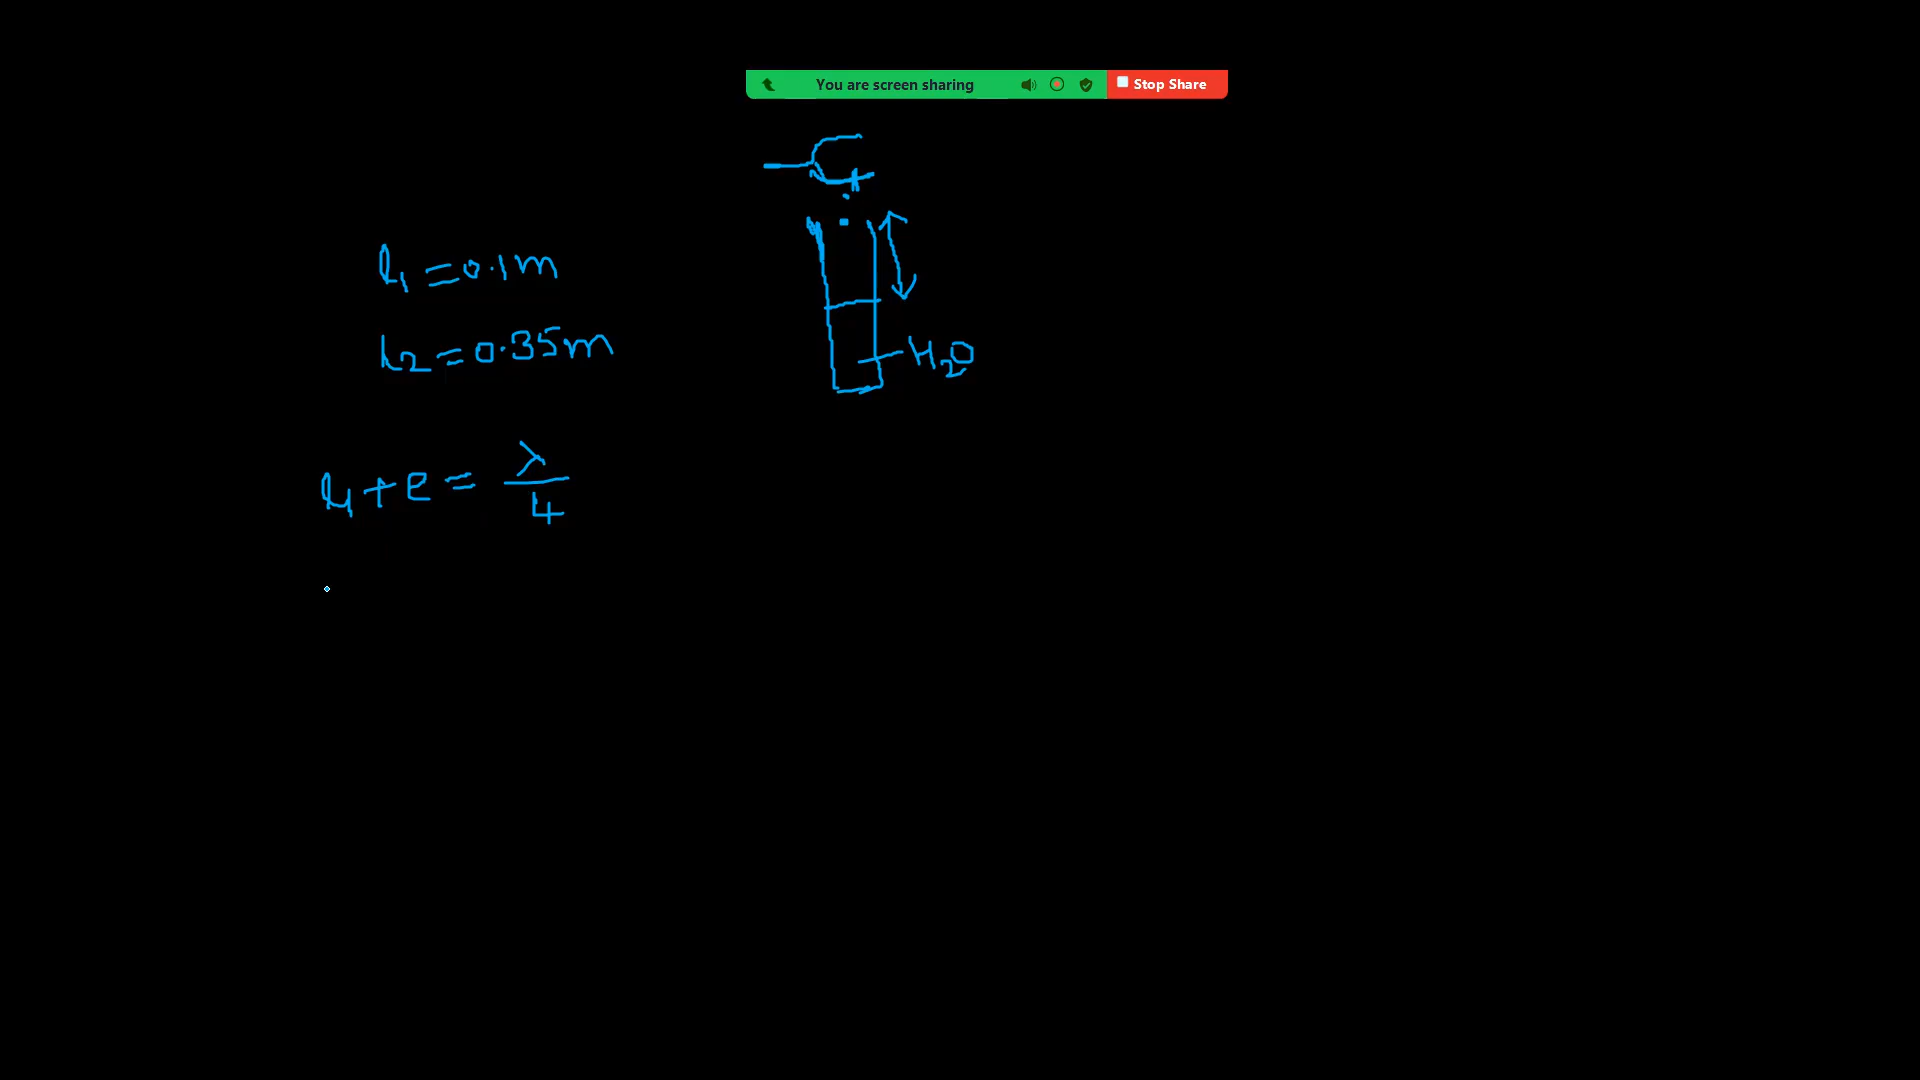 You are screen sharing Stop Share
l₁ = 0.1m
l₂ = 0.35m
H₂O
l₁ + e = λ/4